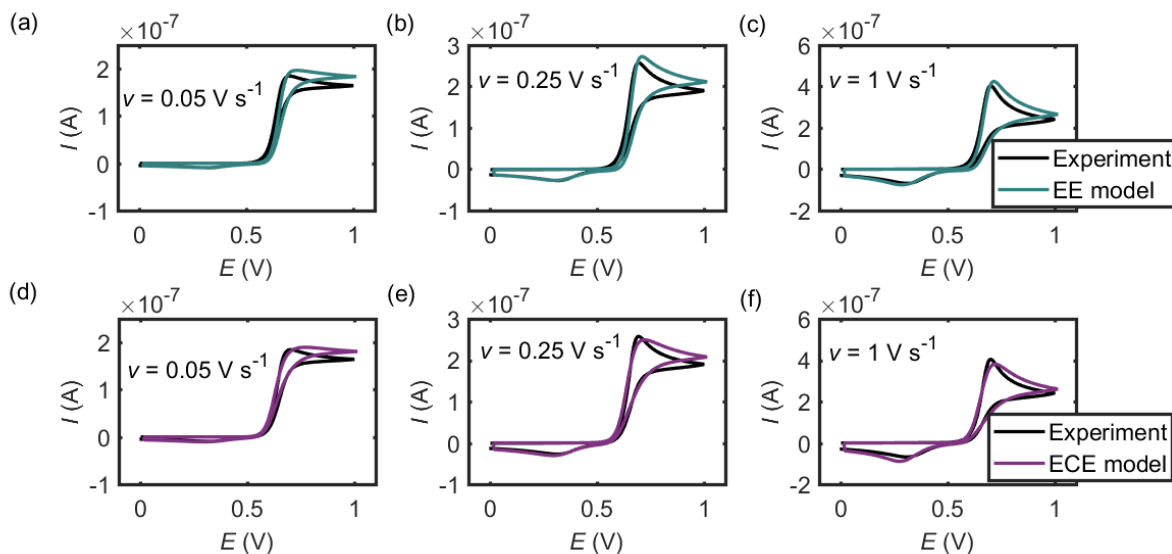 (a)
(b)
(c)
×10⁻⁷
×10⁻⁷
×10⁻⁷
2
1
0
-1
3
2
1
0
-1
6
4
2
0
-2
I (A)
I (A)
I (A)
v = 0.05 V s⁻¹
v = 0.25 V s⁻¹
v = 1 V s⁻¹
Experiment
EE model
0 0.5 1
0 0.5 1
0 0.5 1
E (V)
E (V)
E (V)
(d)
(e)
(f)
×10⁻⁷
×10⁻⁷
×10⁻⁷
2
1
0
-1
3
2
1
0
-1
6
4
2
0
-2
I (A)
I (A)
I (A)
v = 0.05 V s⁻¹
v = 0.25 V s⁻¹
v = 1 V s⁻¹
Experiment
ECE model
0 0.5 1
0 0.5 1
0 0.5 1
E (V)
E (V)
E (V)